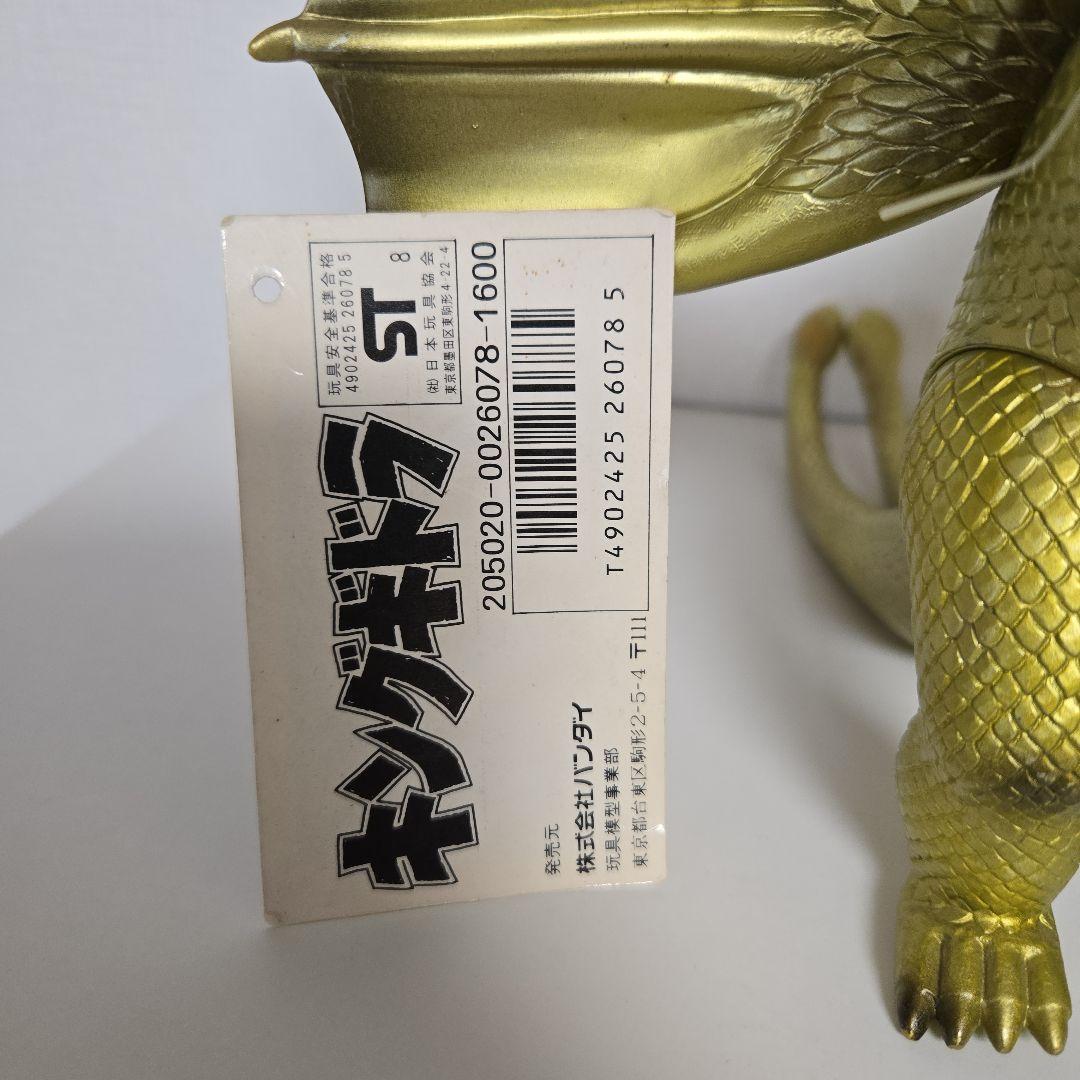 玩具安全基準合格
4902425 26078 5
ST 8
(社)日本玩具協会
東京都墨田区東駒形4-22-4
キングギドラ
205020-0026078-1600
T4902425 26078 5
発売元
株式会社バンダイ
玩具模型事業部
東京都台東区駒形2-5-4 〒111